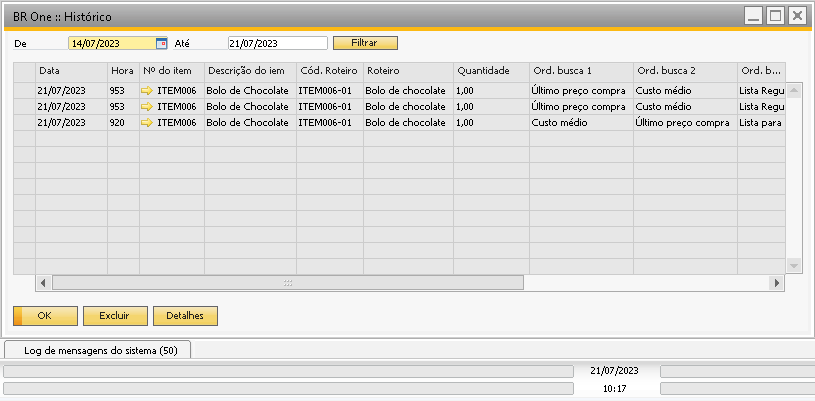 BR One :: Histórico
De 14/07/2023 Até 21/07/2023 Filtrar
Data Hora Nº do item Descrição do iem Cód. Roteiro Roteiro Quantidade Ord. busca 1 Ord. busca 2 Ord. b...
21/07/2023 953 ITEM006 Bolo de Chocolate ITEM006-01 Bolo de chocolate 1,00 Último preço compra Custo médio Lista Regu
21/07/2023 953 ITEM006 Bolo de Chocolate ITEM006-01 Bolo de chocolate 1,00 Último preço compra Custo médio Lista Regu
21/07/2023 920 ITEM006 Bolo de Chocolate ITEM006-01 Bolo de chocolate 1,00 Custo médio Último preço compra Lista para
OK Excluir Detalhes
Log de mensagens do sistema (50)
21/07/2023
10:17